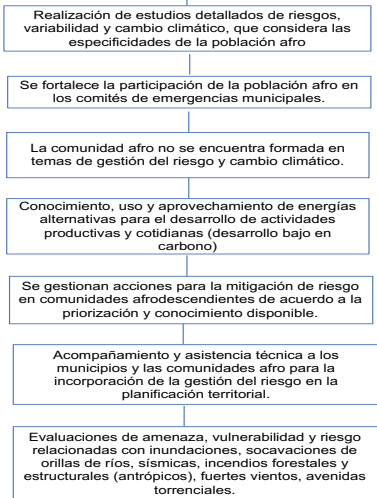 Realización de estudios detallados de riesgos,
variabilidad y cambio climático, que considera las
especificidades de la población afro
Se fortalece la participación de la población afro en
los comités de emergencias municipales.
La comunidad afro no se encuentra formada en
temas de gestión del riesgo y cambio climático.
Conocimiento, uso y aprovechamiento de energías
alternativas para el desarrollo de actividades
productivas y cotidianas (desarrollo bajo en
carbono)
Se gestionan acciones para la mitigación de riesgo
en comunidades afrodescendientes de acuerdo a la
priorización y conocimiento disponible.
Acompañamiento y asistencia técnica a los
municipios y las comunidades afro para la
incorporación de la gestión del riesgo en la
planificación territorial.
Evaluaciones de amenaza, vulnerabilidad y riesgo
relacionadas con inundaciones, socavaciones de
orillas de ríos, sísmicas, incendios forestales y
estructurales (antrópicos), fuertes vientos, avenidas
torrenciales.